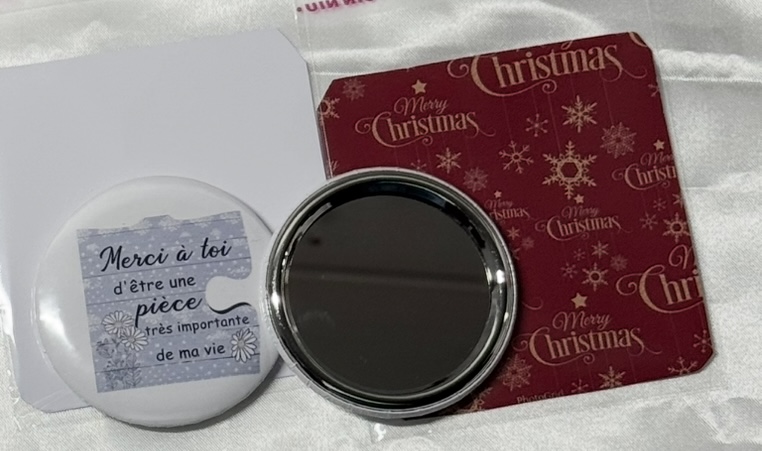 Merci à toi
d'être une
pièce
très importante
de ma vie
Christmas
Merry
Christmas
Merry
Christmas
Merry
Christmas
Merry
Christmas